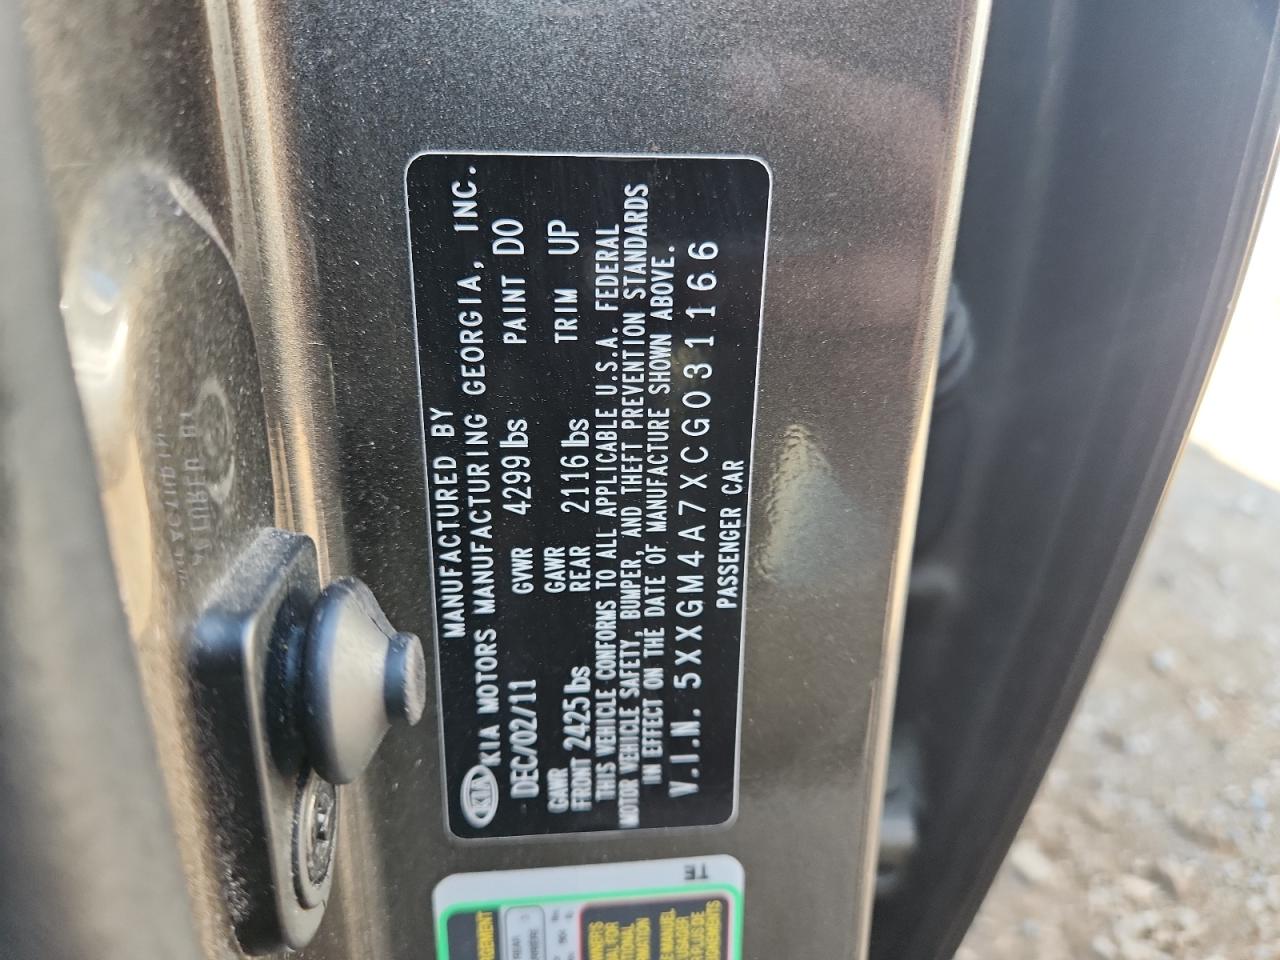 MANUFACTURED BY
KIA KIA MOTORS MANUFACTURING GEORGIA, INC.
DEC/02/11 GVWR 4299 lbs PAINT DO
GAWR FRONT 2425 lbs GAWR REAR 2116 lbs TRIM UP
THIS VEHICLE CONFORMS TO ALL APPLICABLE U.S.A. FEDERAL
MOTOR VEHICLE SAFETY, BUMPER, AND THEFT PREVENTION STANDARDS
IN EFFECT ON THE DATE OF MANUFACTURE SHOWN ABOVE.
V.I.N. 5XXGM4A7XCG031166
PASSENGER CAR
TE